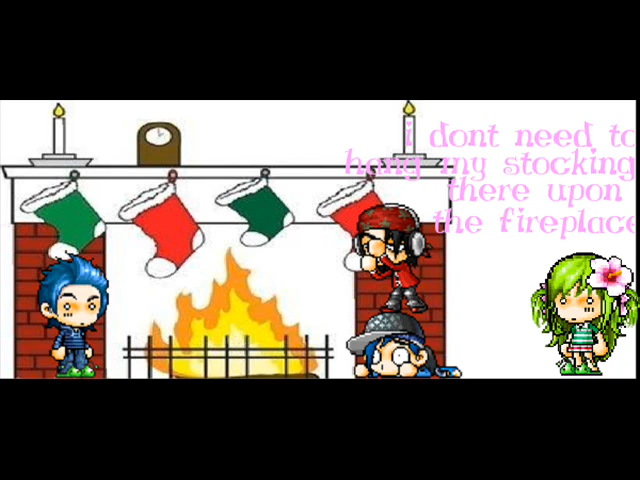 i dont need to
hang my stocking
there upon
the fireplace